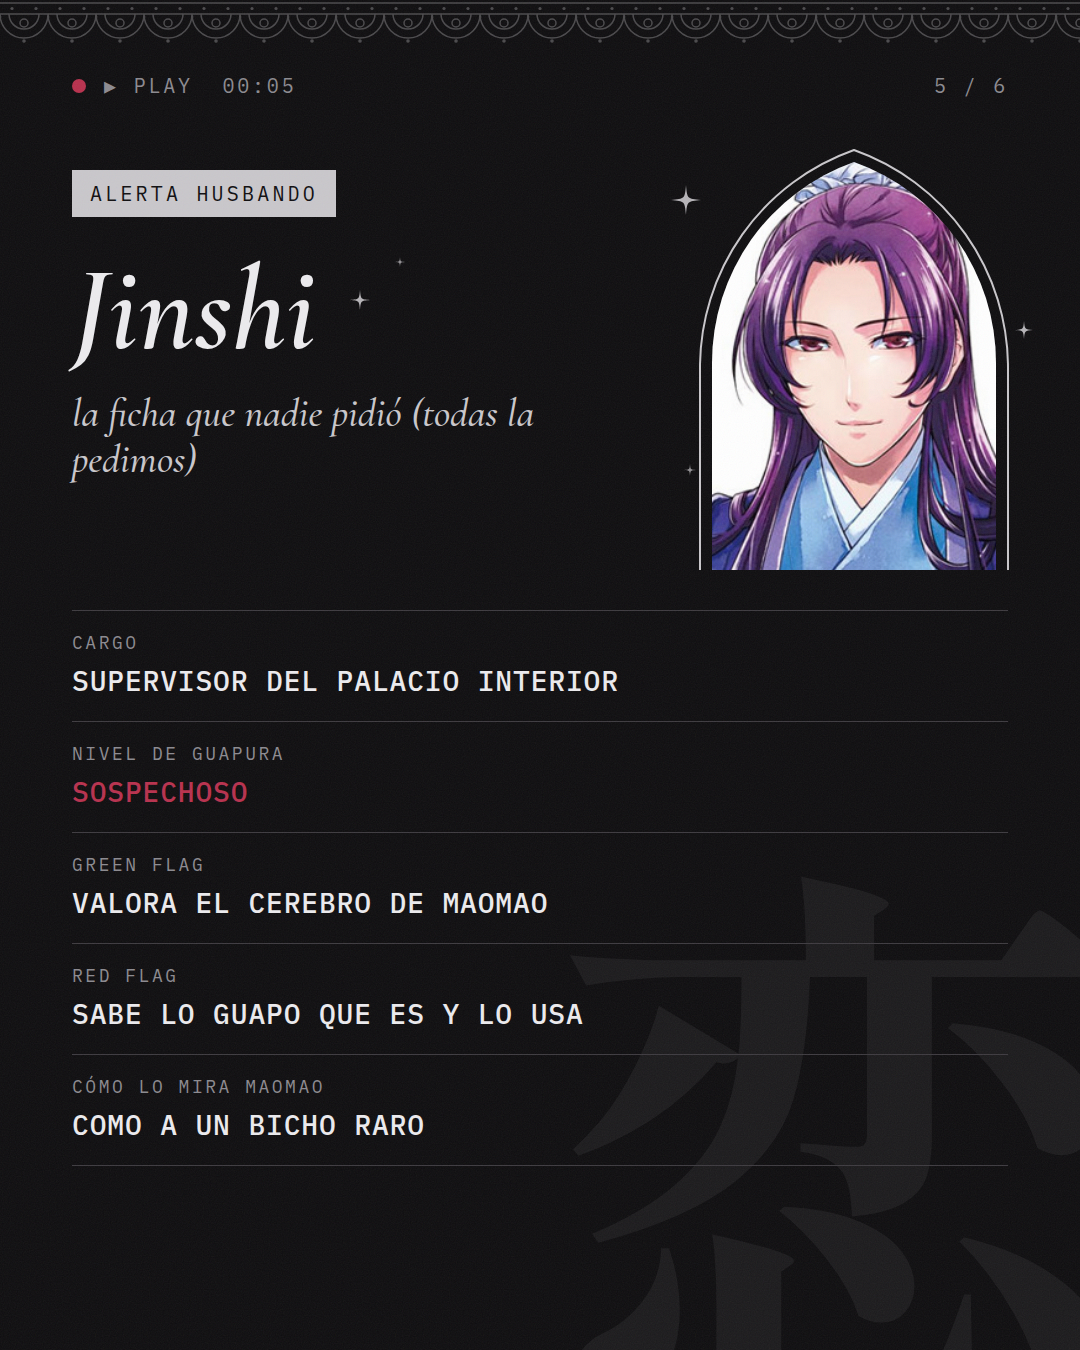 ▶ PLAY 00:05
5 / 6
ALERTA HUSBANDO
Jinshi
la ficha que nadie pidió (todas la
pedimos)
CARGO
SUPERVISOR DEL PALACIO INTERIOR
NIVEL DE GUAPURA
SOSPECHOSO
GREEN FLAG
VALORA EL CEREBRO DE MAOMAO
RED FLAG
SABE LO GUAPO QUE ES Y LO USA
CÓMO LO MIRA MAOMAO
COMO A UN BICHO RARO
恋